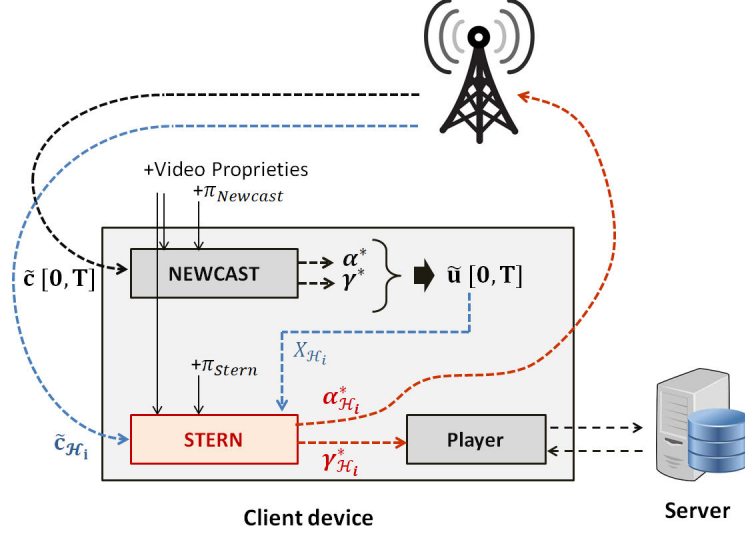 +Video Proprieties
+π_Newcast
c̃ [0, T]
NEWCAST
α*
γ*
ũ [0, T]
X_ℋi
+π_Stern
α*_ℋi
c̃_ℋi
STERN
Player
γ*_ℋi
Server
Client device